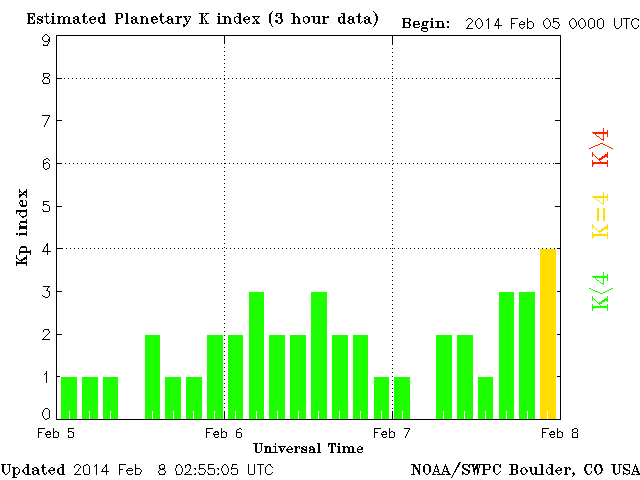 Estimated Planetary K index (3 hour data) Begin: 2014 Feb 05 0000 UTC
9
8
7
6
5
4
3
2
1
0
Kp index
Feb 5 Feb 6 Feb 7 Feb 8
Universal Time
K>4
K=4
K<4
Updated 2014 Feb 8 02:55:05 UTC NOAA/SWPC Boulder, CO USA